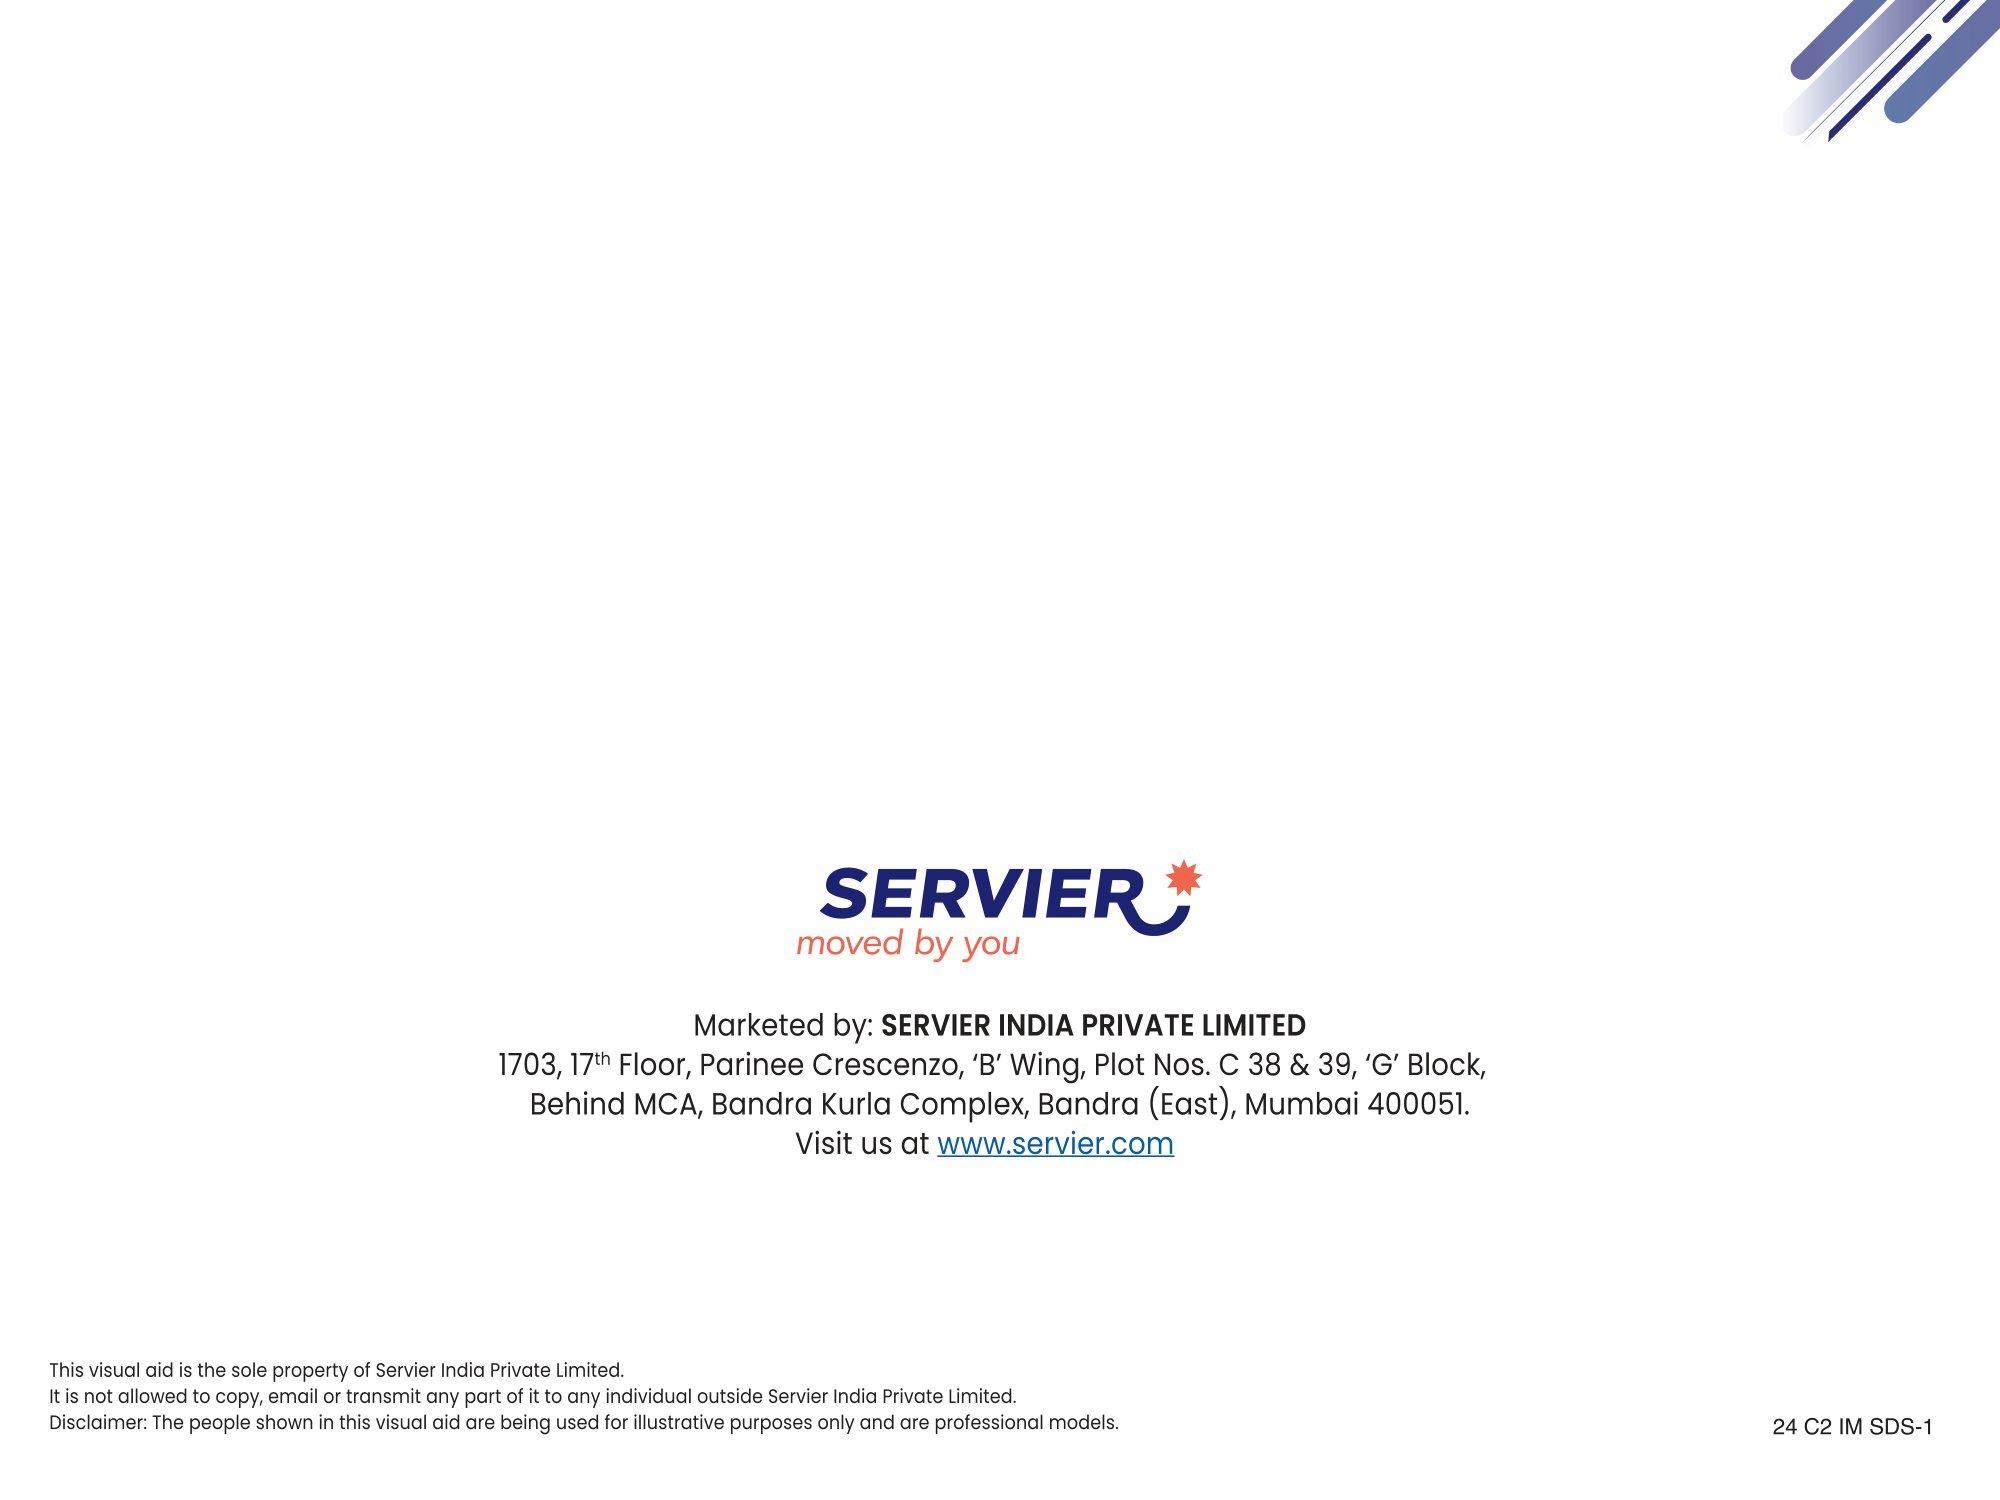 SERVIER
moved by you
Marketed by: SERVIER INDIA PRIVATE LIMITED
1703, 17th Floor, Parinee Crescenzo, ‘B’ Wing, Plot Nos. C 38 & 39, ‘G’ Block,
Behind MCA, Bandra Kurla Complex, Bandra (East), Mumbai 400051.
Visit us at www.servier.com
This visual aid is the sole property of Servier India Private Limited.
It is not allowed to copy, email or transmit any part of it to any individual outside Servier India Private Limited.
Disclaimer: The people shown in this visual aid are being used for illustrative purposes only and are professional models.
24 C2 IM SDS-1